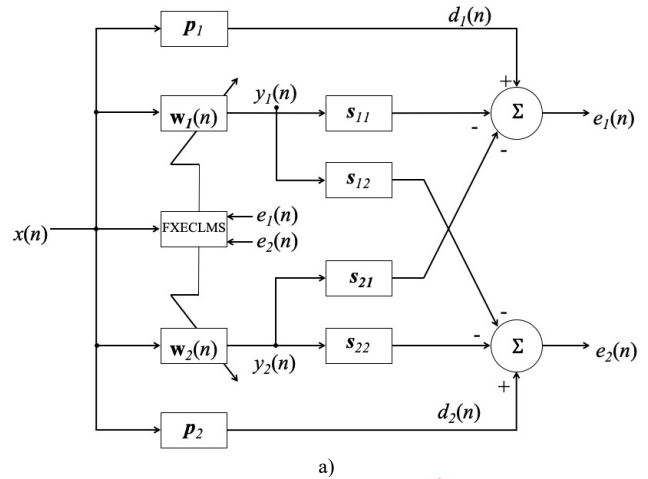 p1
d1(n)
+
w1(n)
y1(n)
s11
-
Σ
e1(n)
-
s12
x(n)
FXECLMS
e1(n)
e2(n)
s21
-
w2(n)
y2(n)
s22
-
Σ
e2(n)
+
p2
d2(n)
a)